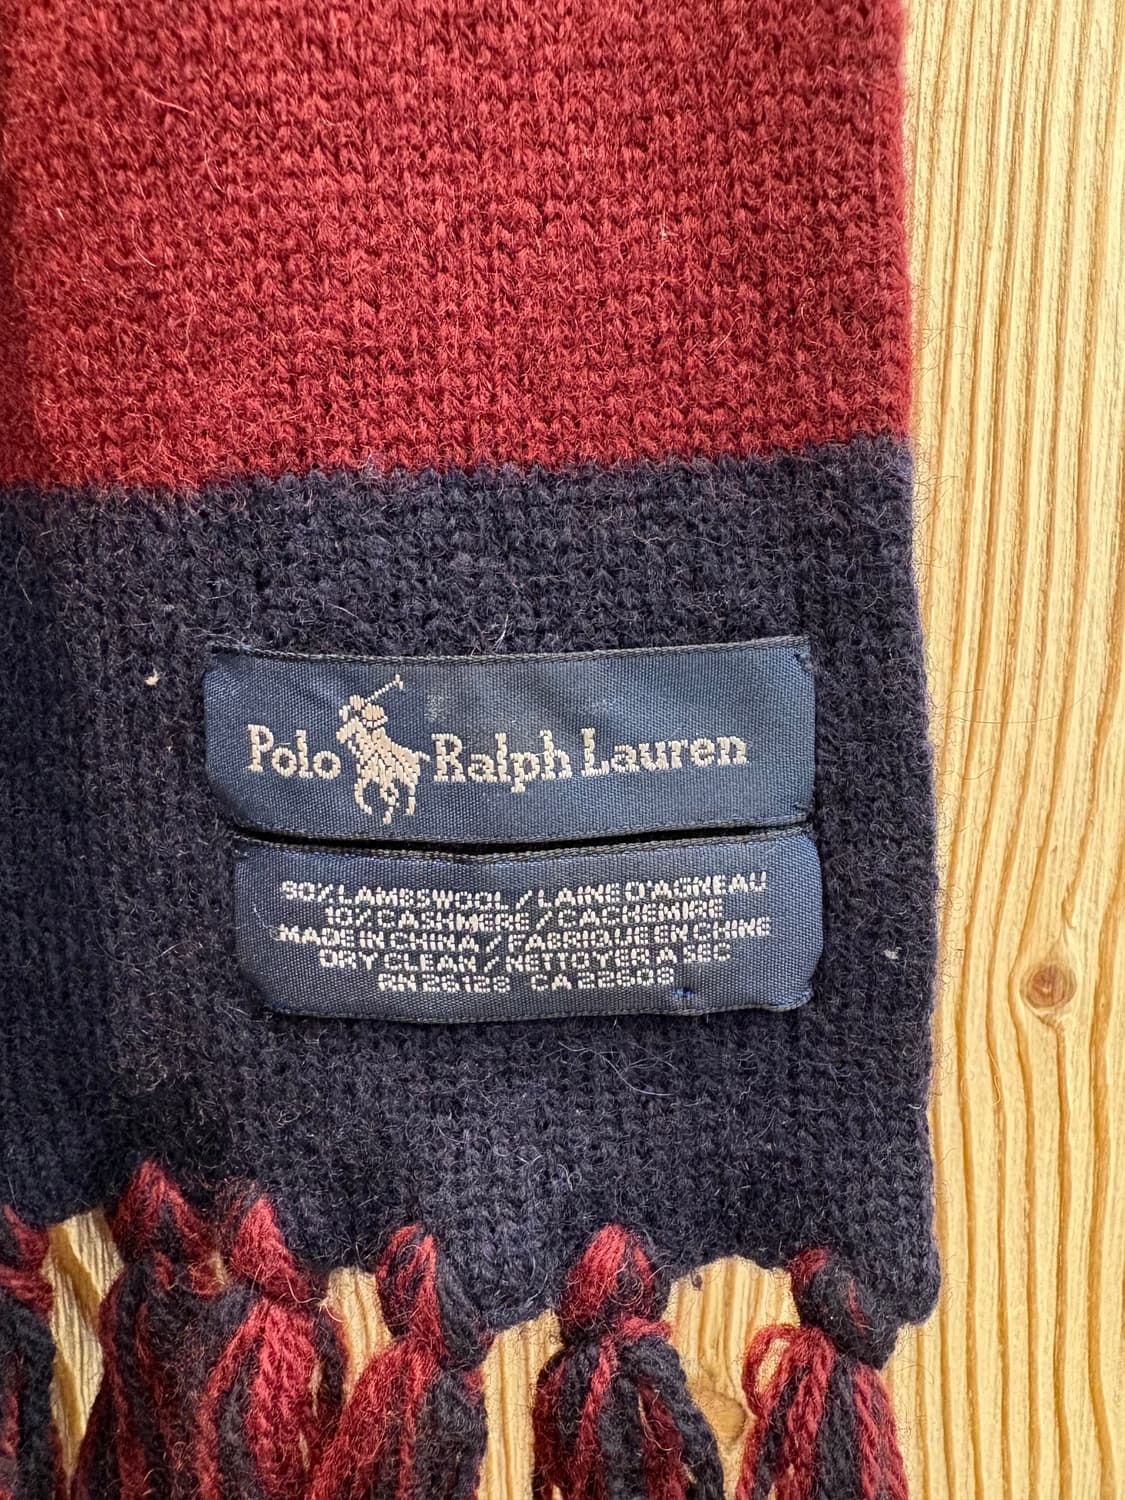 Polo Ralph Lauren
90/LAMBSWOOL/LAINE D'AGNEAU
10/CASHMERE/CACHEMIRE
MADE IN CHINA/FABRIQUE EN CHINE
DRY CLEAN/NETTOYER A SEC
RN 26128 CA 22609